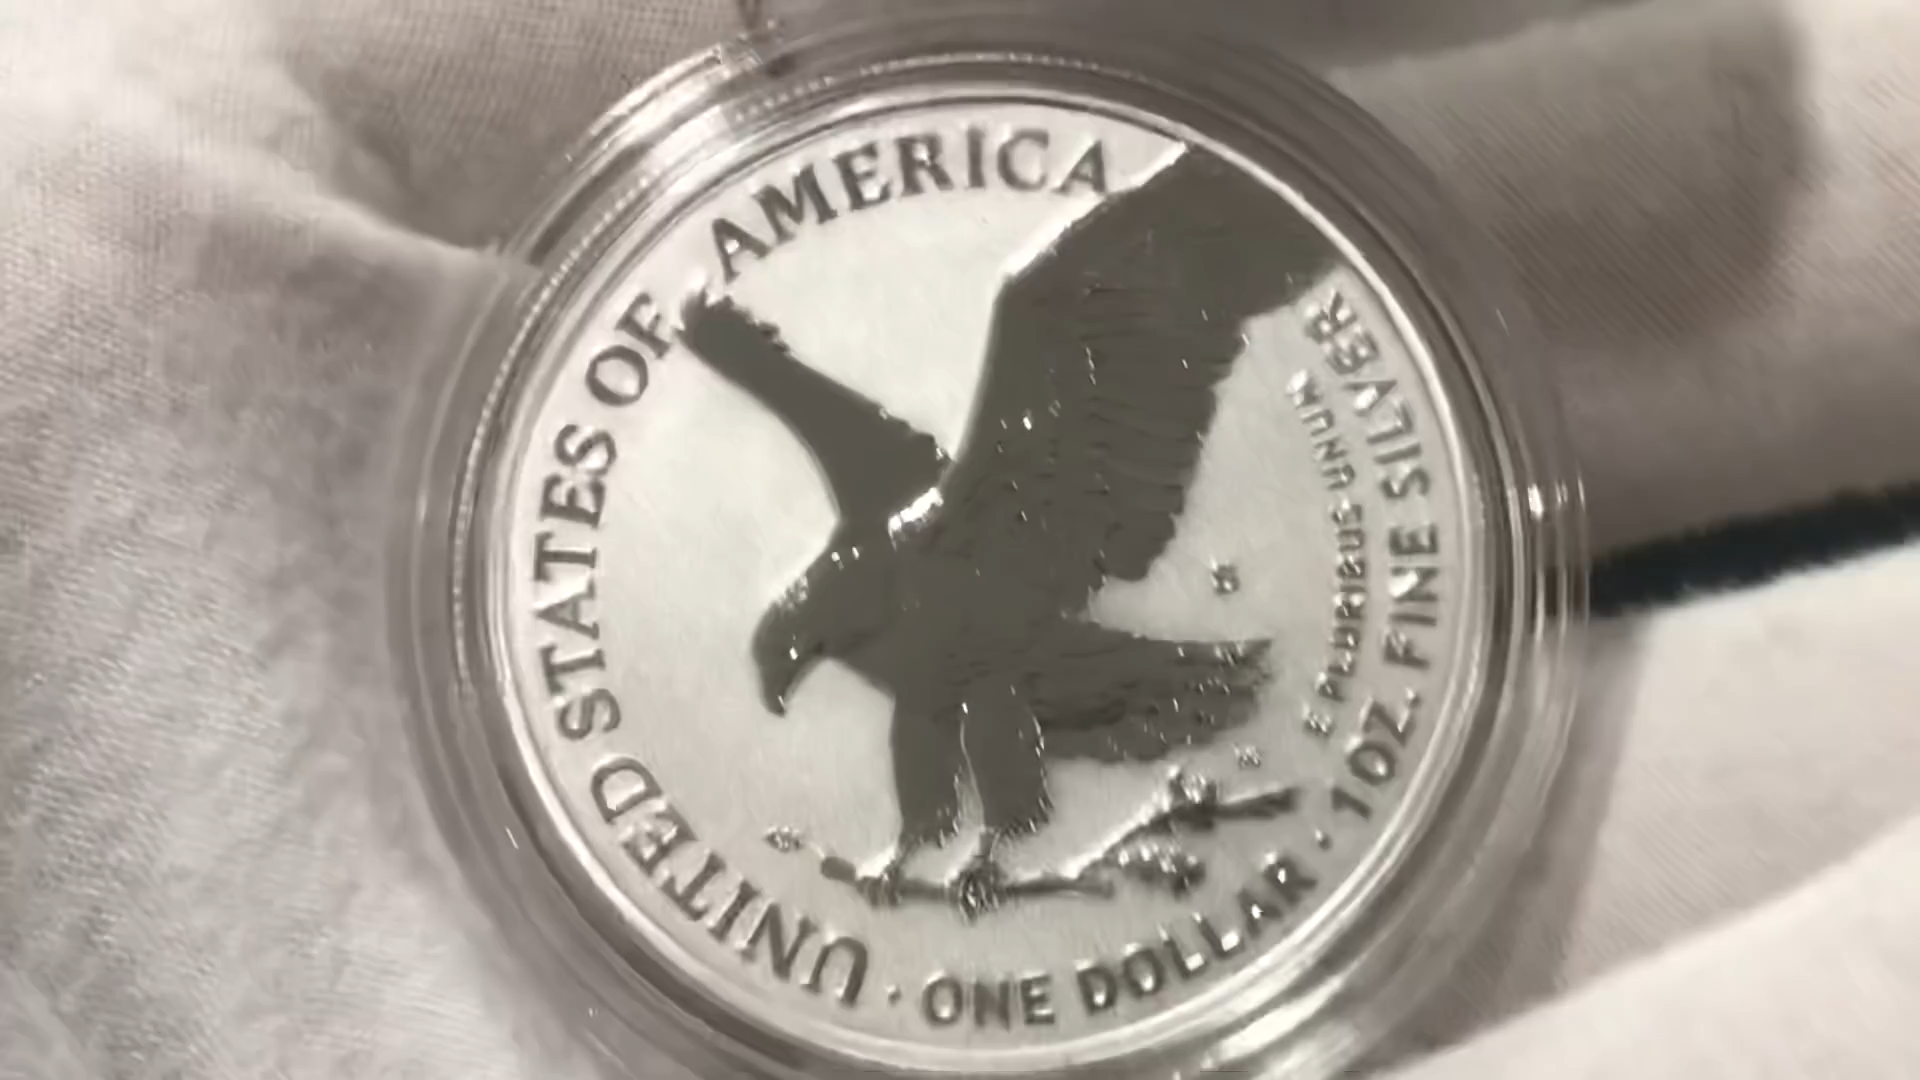 UNITED STATES OF AMERICA
1 OZ. FINE SILVER
E PLURIBUS UNUM
· ONE DOLLAR ·